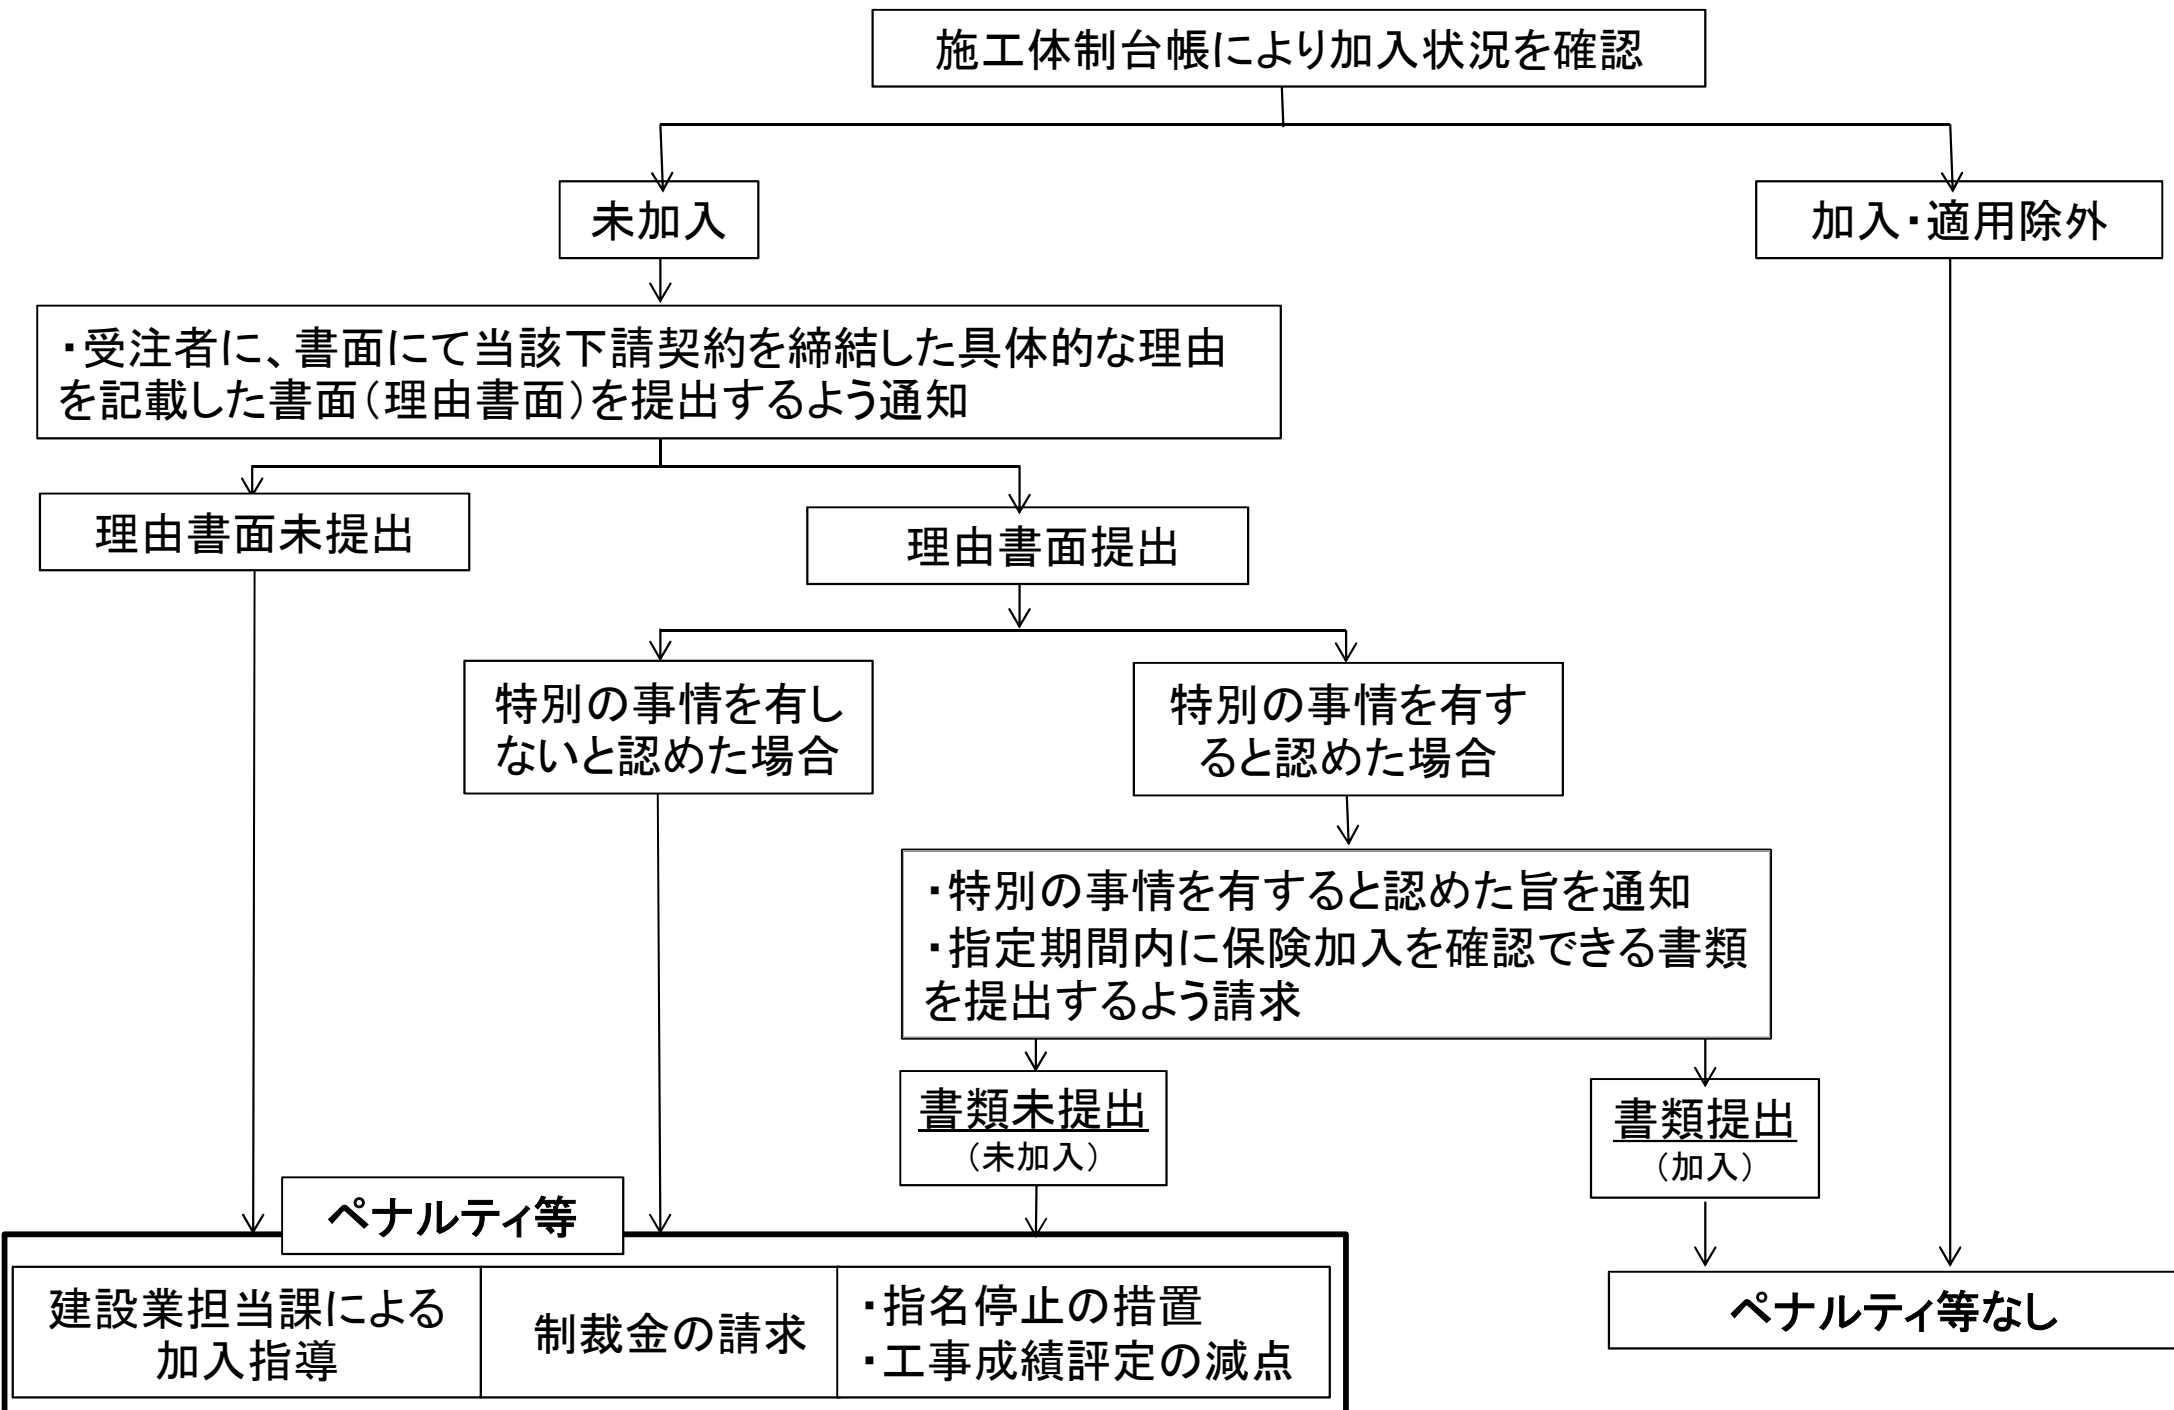 施工体制台帳により加入状況を確認
未加入
加入・適用除外
・受注者に、書面にて当該下請契約を締結した具体的な理由
を記載した書面(理由書面)を提出するよう通知
理由書面未提出
理由書面提出
特別の事情を有し
ないと認めた場合
特別の事情を有す
ると認めた場合
・特別の事情を有すると認めた旨を通知
・指定期間内に保険加入を確認できる書類
を提出するよう請求
書類未提出
(未加入)
書類提出
(加入)
ペナルティ等
建設業担当課による
加入指導
制裁金の請求
・指名停止の措置
・工事成績評定の減点
ペナルティ等なし